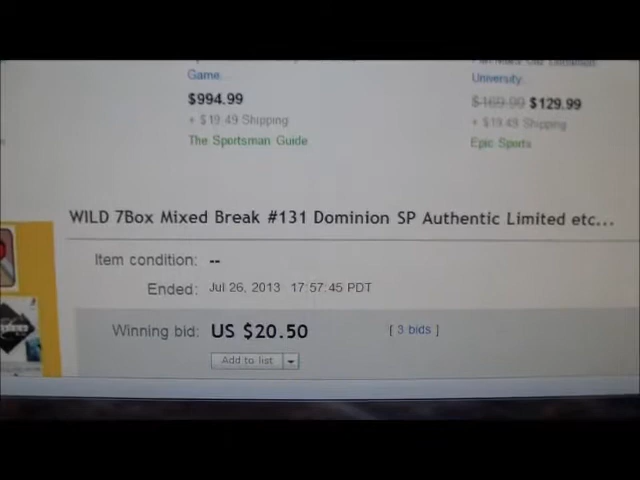 Game.
University.
$994.99
$169.99 $129.99
+ $19.49 Shipping
+ $19.49 Shipping
The Sportsman Guide
Epic Sports
WILD 7Box Mixed Break #131 Dominion SP Authentic Limited etc...
Item condition: --
Ended: Jul 26, 2013 17:57:45 PDT
Winning bid: US $20.50 [ 3 bids ]
Add to list